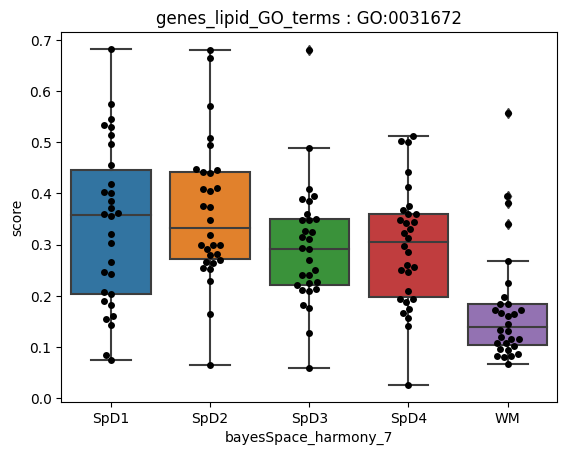 genes_lipid_GO_terms : GO:0031672
0.7
0.6
0.5
0.4
0.3
0.2
0.1
0.0
score
SpD1 SpD2 SpD3 SpD4 WM
bayesSpace_harmony_7